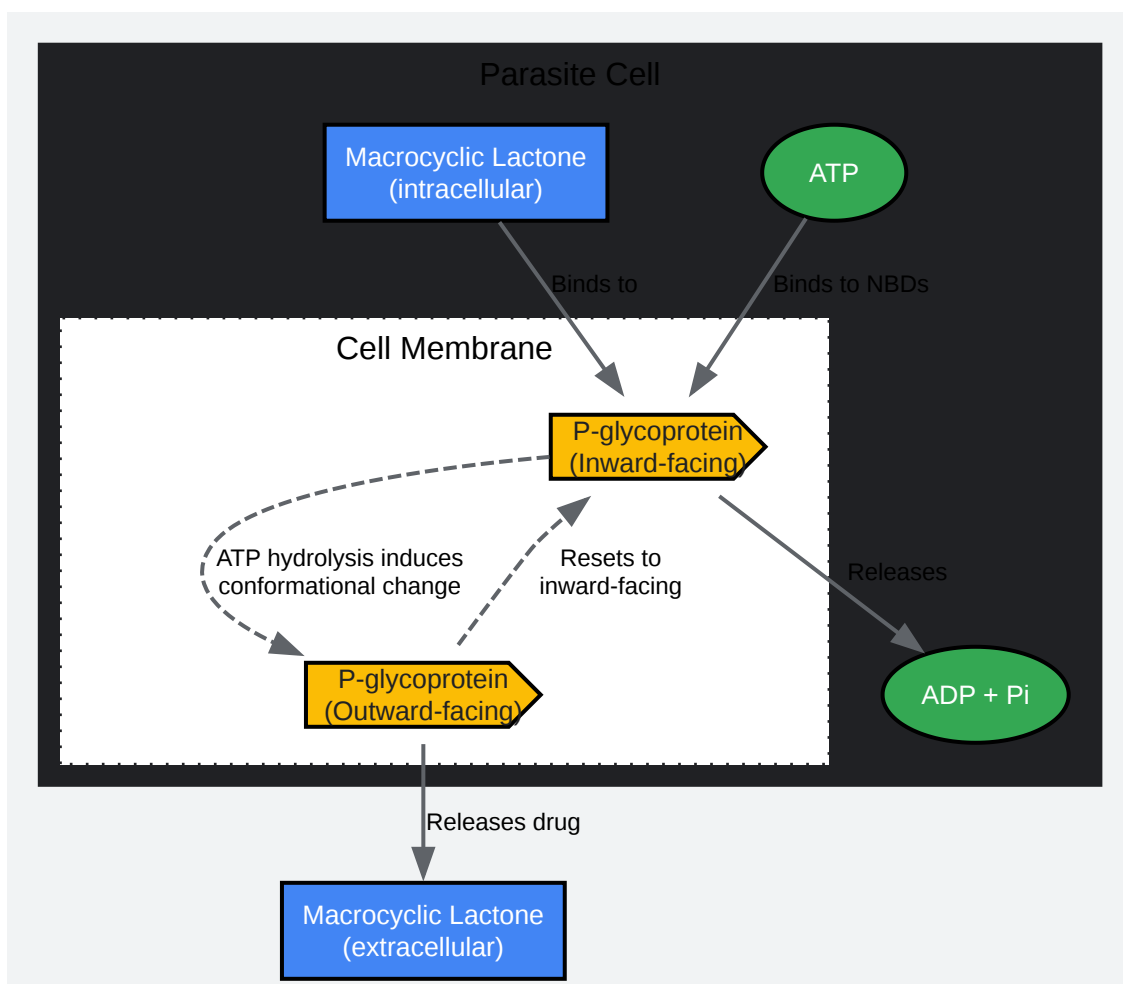 Parasite Cell
Macrocyclic Lactone
(intracellular)
ATP
Binds to
Binds to NBDs
Cell Membrane
P-glycoprotein
(Inward-facing)
ATP hydrolysis induces
conformational change
Resets to
inward-facing
Releases
P-glycoprotein
(Outward-facing)
ADP + Pi
Releases drug
Macrocyclic Lactone
(extracellular)